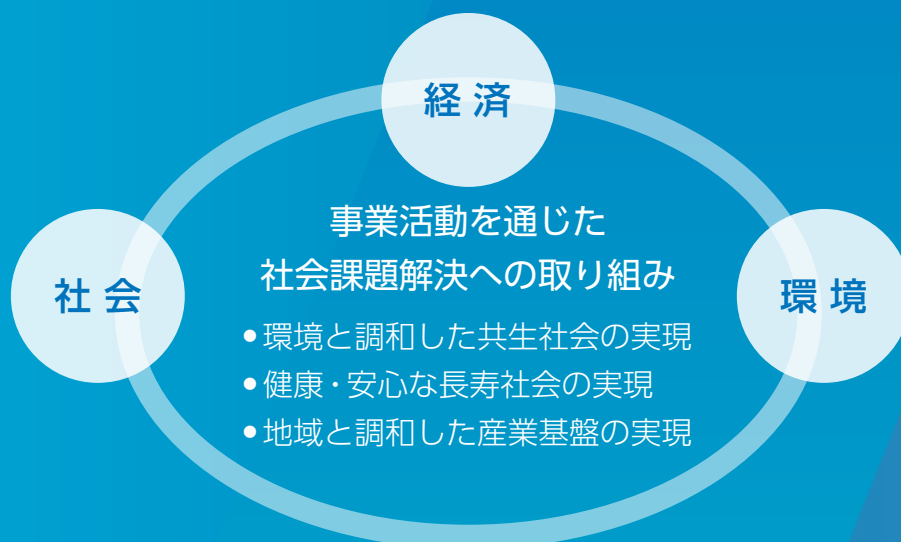 経済
社会
環境
事業活動を通じた
社会課題解決への取り組み
●環境と調和した共生社会の実現
●健康・安心な長寿社会の実現
●地域と調和した産業基盤の実現